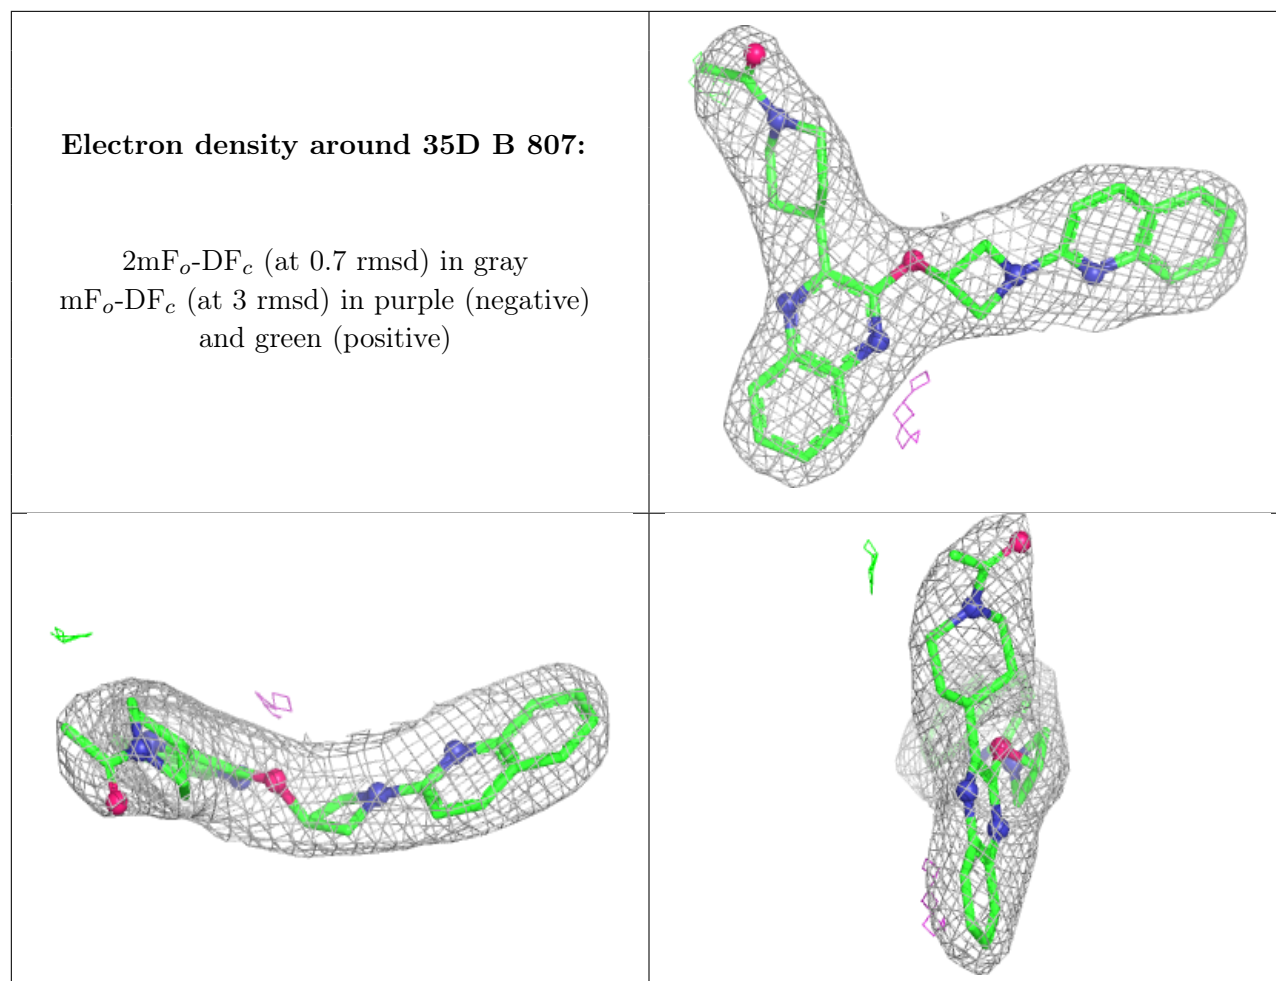 Electron density around 35D B 807:
2mFo-DFc (at 0.7 rmsd) in gray
mFo-DFc (at 3 rmsd) in purple (negative)
and green (positive)